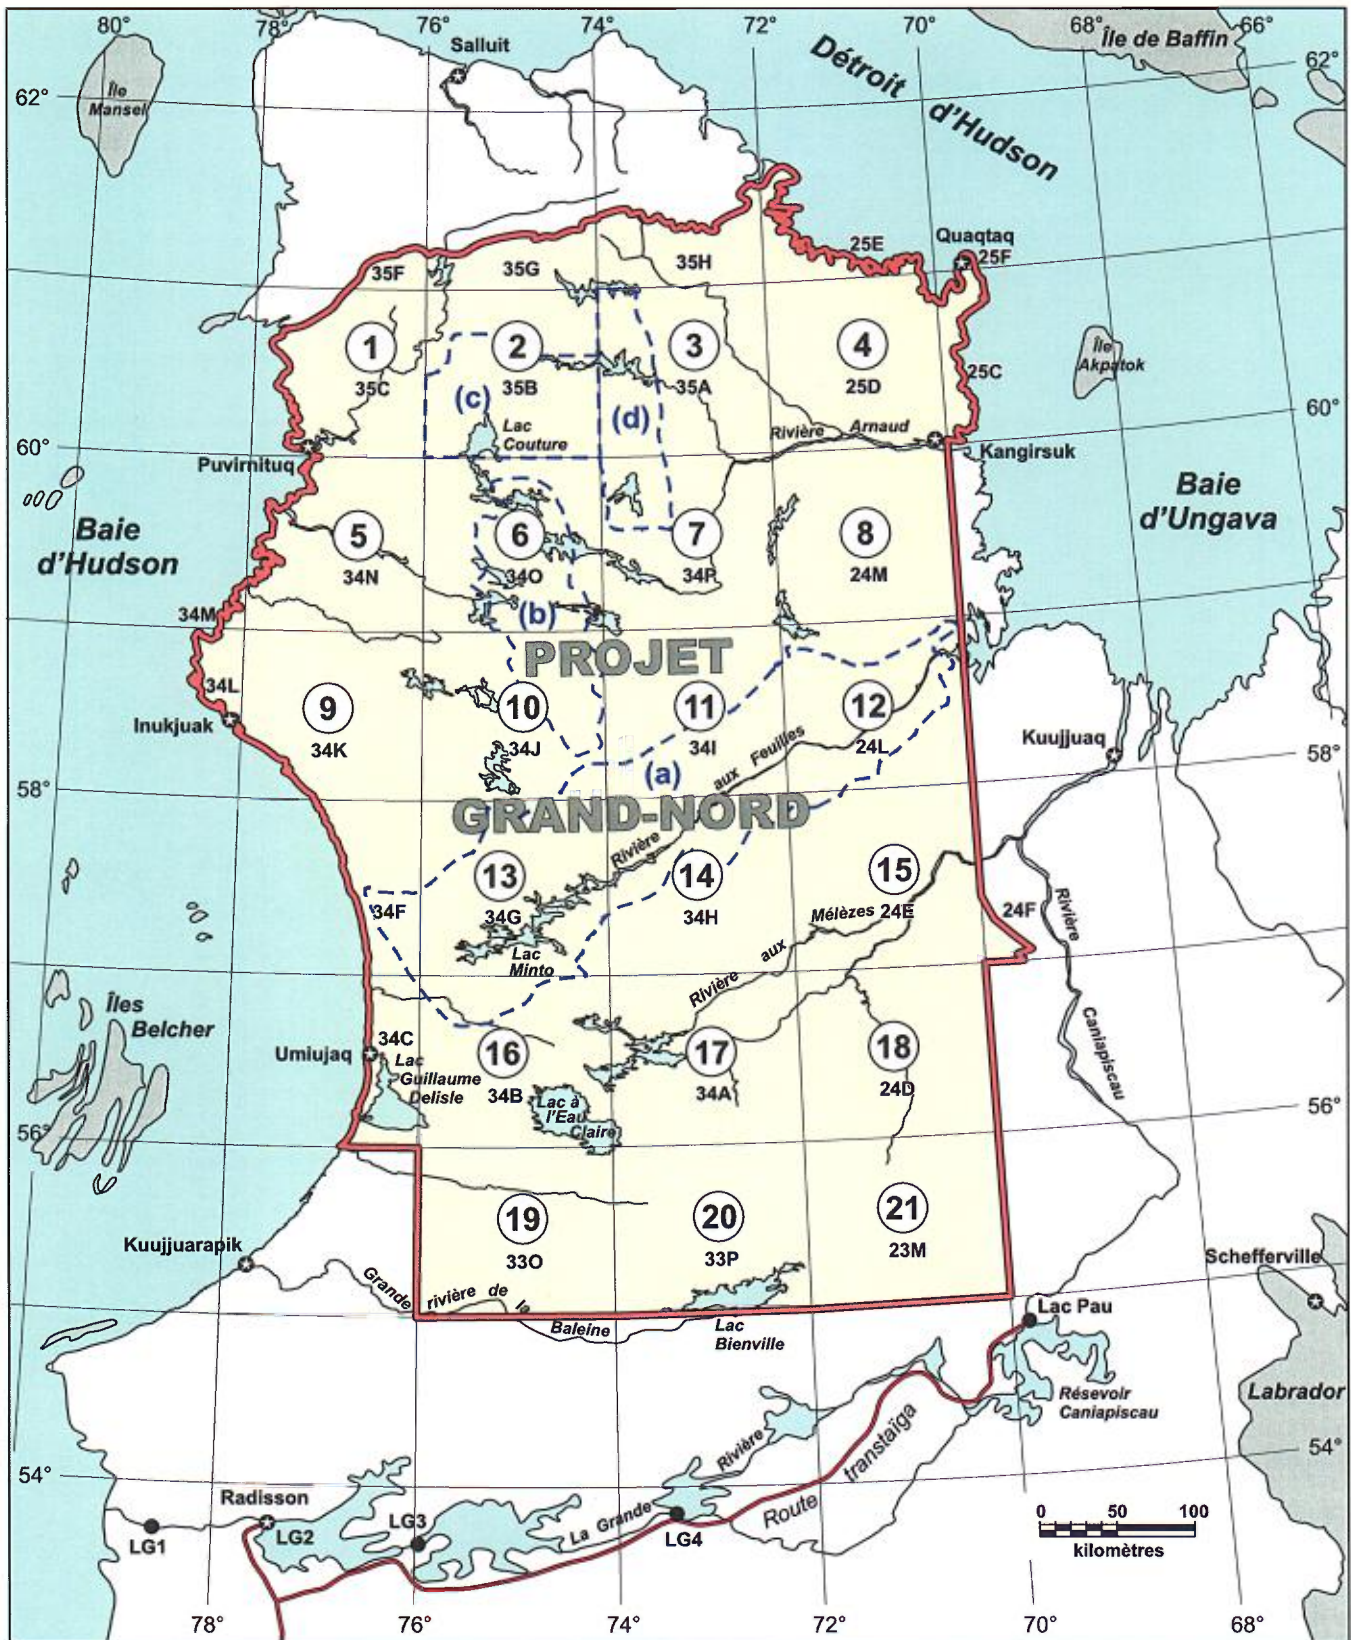 80°
78°
76°
74°
72°
70°
68°
66°
62°
62°
Île
Mansel
Salluit
Détroit
d'Hudson
Île de Baffin
35F
35G
35H
25E
Quaqtaq
25F
1
35C
2
35B
3
35A
4
25D
25C
Île
Akpatok
(c)
(d)
Lac
Couture
Rivière Arnaud
60°
60°
Puvirnituq
Kangirsuk
Baie
d'Hudson
Baie
d'Ungava
5
34N
6
34O
7
34P
8
24M
34M
(b)
PROJET
34L
Inukjuak
9
34K
10
34J
11
34I
12
24L
Kuujjuaq
58°
58°
(a)
Rivière aux Feuilles
GRAND-NORD
13
34G
14
34H
15
24E
34F
24F
Lac
Minto
Rivière aux Mélèzes
Rivière Caniapiscau
Îles
Belcher
Umiujaq
34C
Lac
Guillaume
Delisle
16
34B
17
34A
18
24D
Lac à
l'Eau
Claire
56°
56°
19
33O
20
33P
21
23M
Kuujjuarapik
Schefferville
Grande rivière de la Baleine
Lac
Bienville
Lac Pau
Résevoir
Caniapiscau
Labrador
54°
54°
Radisson
LG1
LG2
LG3
LG4
La Grande Rivière
Route transtaïga
0 50 100
kilomètres
78°
76°
74°
72°
70°
68°